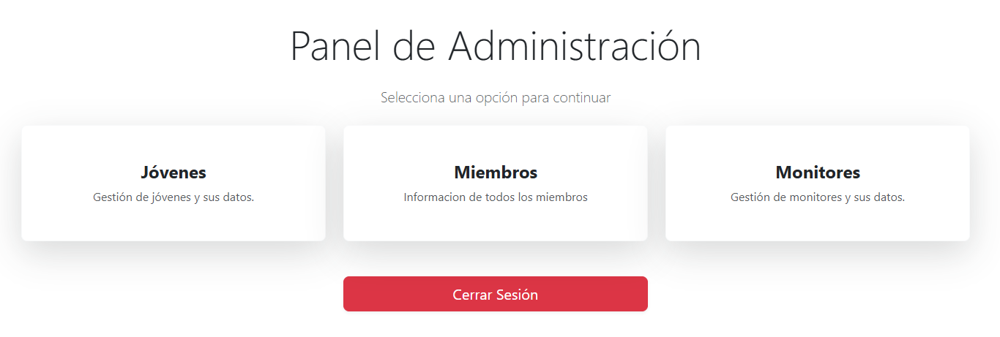 Panel de Administración
Selecciona una opción para continuar
Jóvenes
Gestión de jóvenes y sus datos.
Miembros
Informacion de todos los miembros
Monitores
Gestión de monitores y sus datos.
Cerrar Sesión